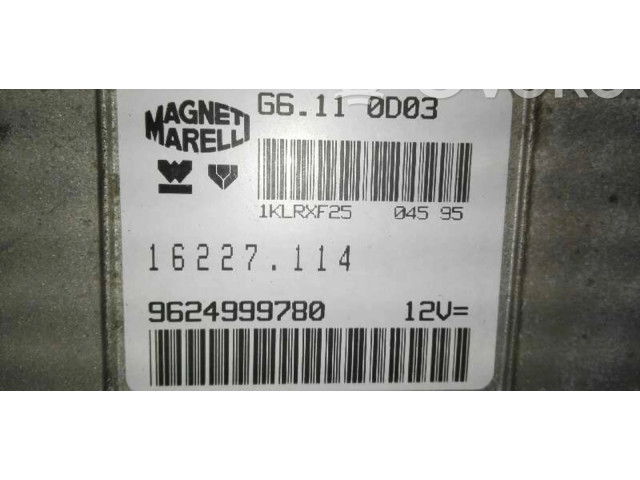 MAGNETI
MARELLI
G6.11 0D03
1KLRXF25 045 95
16227.114
9624999780 12V=